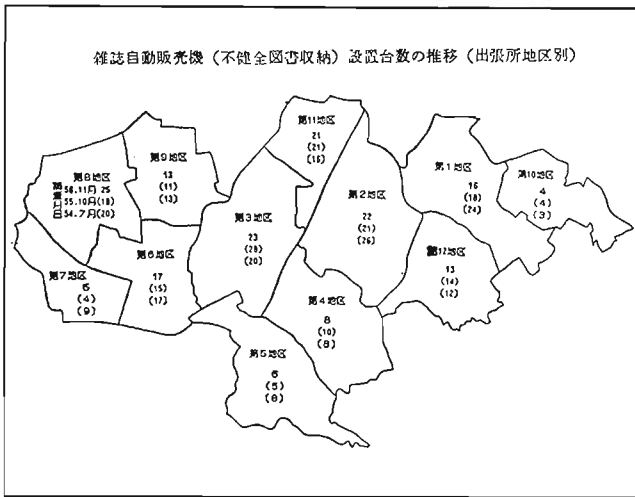 雑誌自動販売機（不健全図書収納）設置台数の推移（出張所地区別）
第11地区
21
(21)
(16)
第9地区
13
(11)
(13)
第8地区
調査月日
56.11月 25
55.10月(18)
54.7月(20)
第1地区
16
(18)
(24)
第10地区
4
(4)
(3)
第2地区
22
(21)
(26)
第3地区
23
(28)
(20)
第12地区
13
(14)
(12)
第6地区
17
(15)
(17)
第7地区
6
(4)
(9)
第4地区
8
(10)
(8)
第5地区
6
(5)
(8)